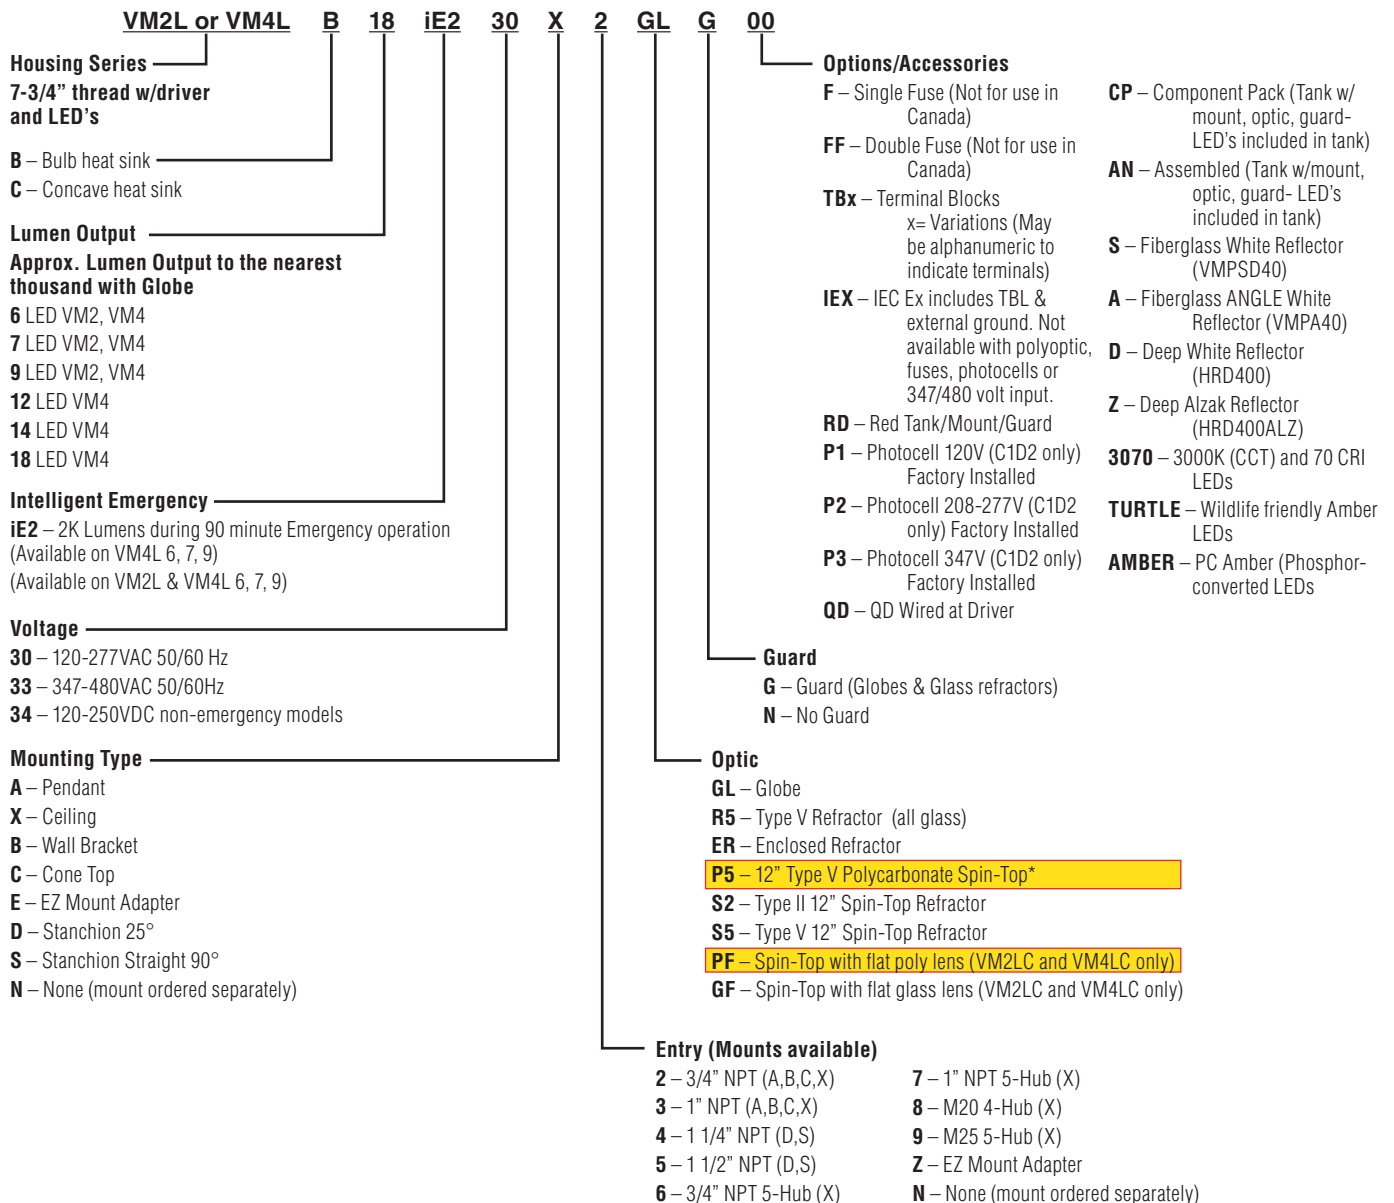 VM2L or VM4L B 18 iE2 30 X 2 GL G 00
Housing Series
7-3/4” thread w/driver
and LED’s
B – Bulb heat sink
C – Concave heat sink
Lumen Output
Approx. Lumen Output to the nearest
thousand with Globe
6 LED VM2, VM4
7 LED VM2, VM4
9 LED VM2, VM4
12 LED VM4
14 LED VM4
18 LED VM4
Intelligent Emergency
iE2 – 2K Lumens during 90 minute Emergency operation
(Available on VM4L 6, 7, 9)
(Available on VM2L & VM4L 6, 7, 9)
Voltage
30 – 120-277VAC 50/60 Hz
33 – 347-480VAC 50/60Hz
34 – 120-250VDC non-emergency models
Mounting Type
A – Pendant
X – Ceiling
B – Wall Bracket
C – Cone Top
E – EZ Mount Adapter
D – Stanchion 25°
S – Stanchion Straight 90°
N – None (mount ordered separately)
Options/Accessories
F – Single Fuse (Not for use in
Canada)
FF – Double Fuse (Not for use in
Canada)
TBx – Terminal Blocks
x= Variations (May
be alphanumeric to
indicate terminals)
IEX – IEC Ex includes TBL &
external ground. Not
available with polyoptic,
fuses, photocells or
347/480 volt input.
RD – Red Tank/Mount/Guard
P1 – Photocell 120V (C1D2 only)
Factory Installed
P2 – Photocell 208-277V (C1D2
only) Factory Installed
P3 – Photocell 347V (C1D2 only)
Factory Installed
QD – QD Wired at Driver
CP – Component Pack (Tank w/
mount, optic, guard-
LED’s included in tank)
AN – Assembled (Tank w/mount,
optic, guard- LED’s
included in tank)
S – Fiberglass White Reflector
(VMPSD40)
A – Fiberglass ANGLE White
Reflector (VMPA40)
D – Deep White Reflector
(HRD400)
Z – Deep Alzak Reflector
(HRD400ALZ)
3070 – 3000K (CCT) and 70 CRI
LEDs
TURTLE – Wildlife friendly Amber
LEDs
AMBER – PC Amber (Phosphor-
converted LEDs
Guard
G – Guard (Globes & Glass refractors)
N – No Guard
Optic
GL – Globe
R5 – Type V Refractor (all glass)
ER – Enclosed Refractor
P5 – 12” Type V Polycarbonate Spin-Top*
S2 – Type II 12” Spin-Top Refractor
S5 – Type V 12” Spin-Top Refractor
PF – Spin-Top with flat poly lens (VM2LC and VM4LC only)
GF – Spin-Top with flat glass lens (VM2LC and VM4LC only)
Entry (Mounts available)
2 – 3/4” NPT (A,B,C,X)
3 – 1” NPT (A,B,C,X)
4 – 1 1/4” NPT (D,S)
5 – 1 1/2” NPT (D,S)
6 – 3/4” NPT 5-Hub (X)
7 – 1” NPT 5-Hub (X)
8 – M20 4-Hub (X)
9 – M25 5-Hub (X)
Z – EZ Mount Adapter
N – None (mount ordered separately)